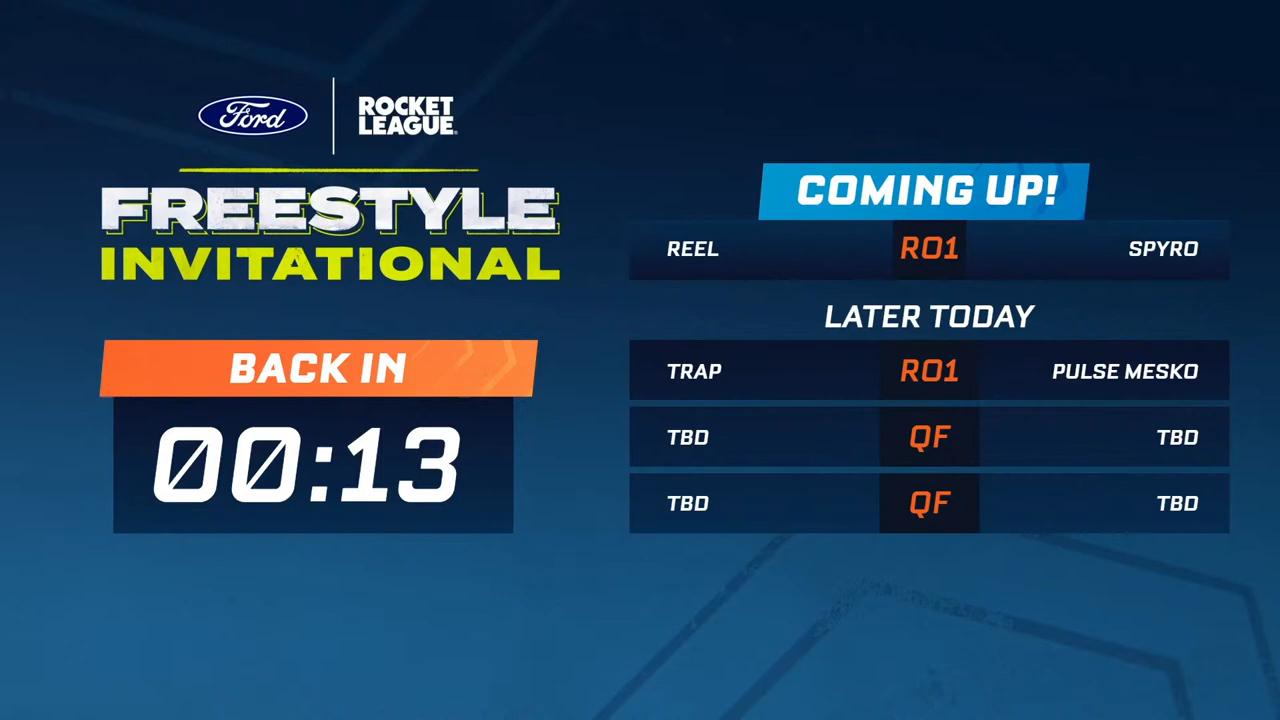 Ford
ROCKET
LEAGUE
FREESTYLE
INVITATIONAL
BACK IN
00:13
COMING UP!
REEL RO1 SPYRO
LATER TODAY
TRAP RO1 PULSE MESKO
TBD QF TBD
TBD QF TBD